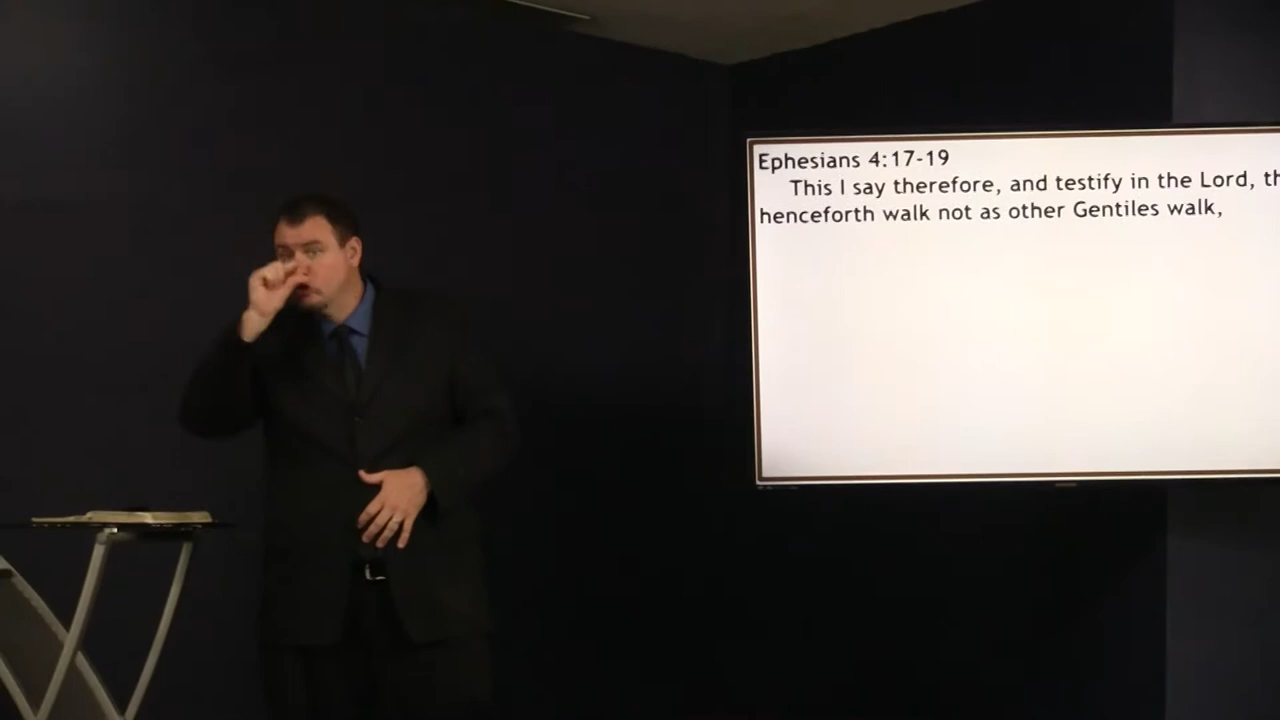 Ephesians 4:17-19
This I say therefore, and testify in the Lord,
henceforth walk not as other Gentiles walk,